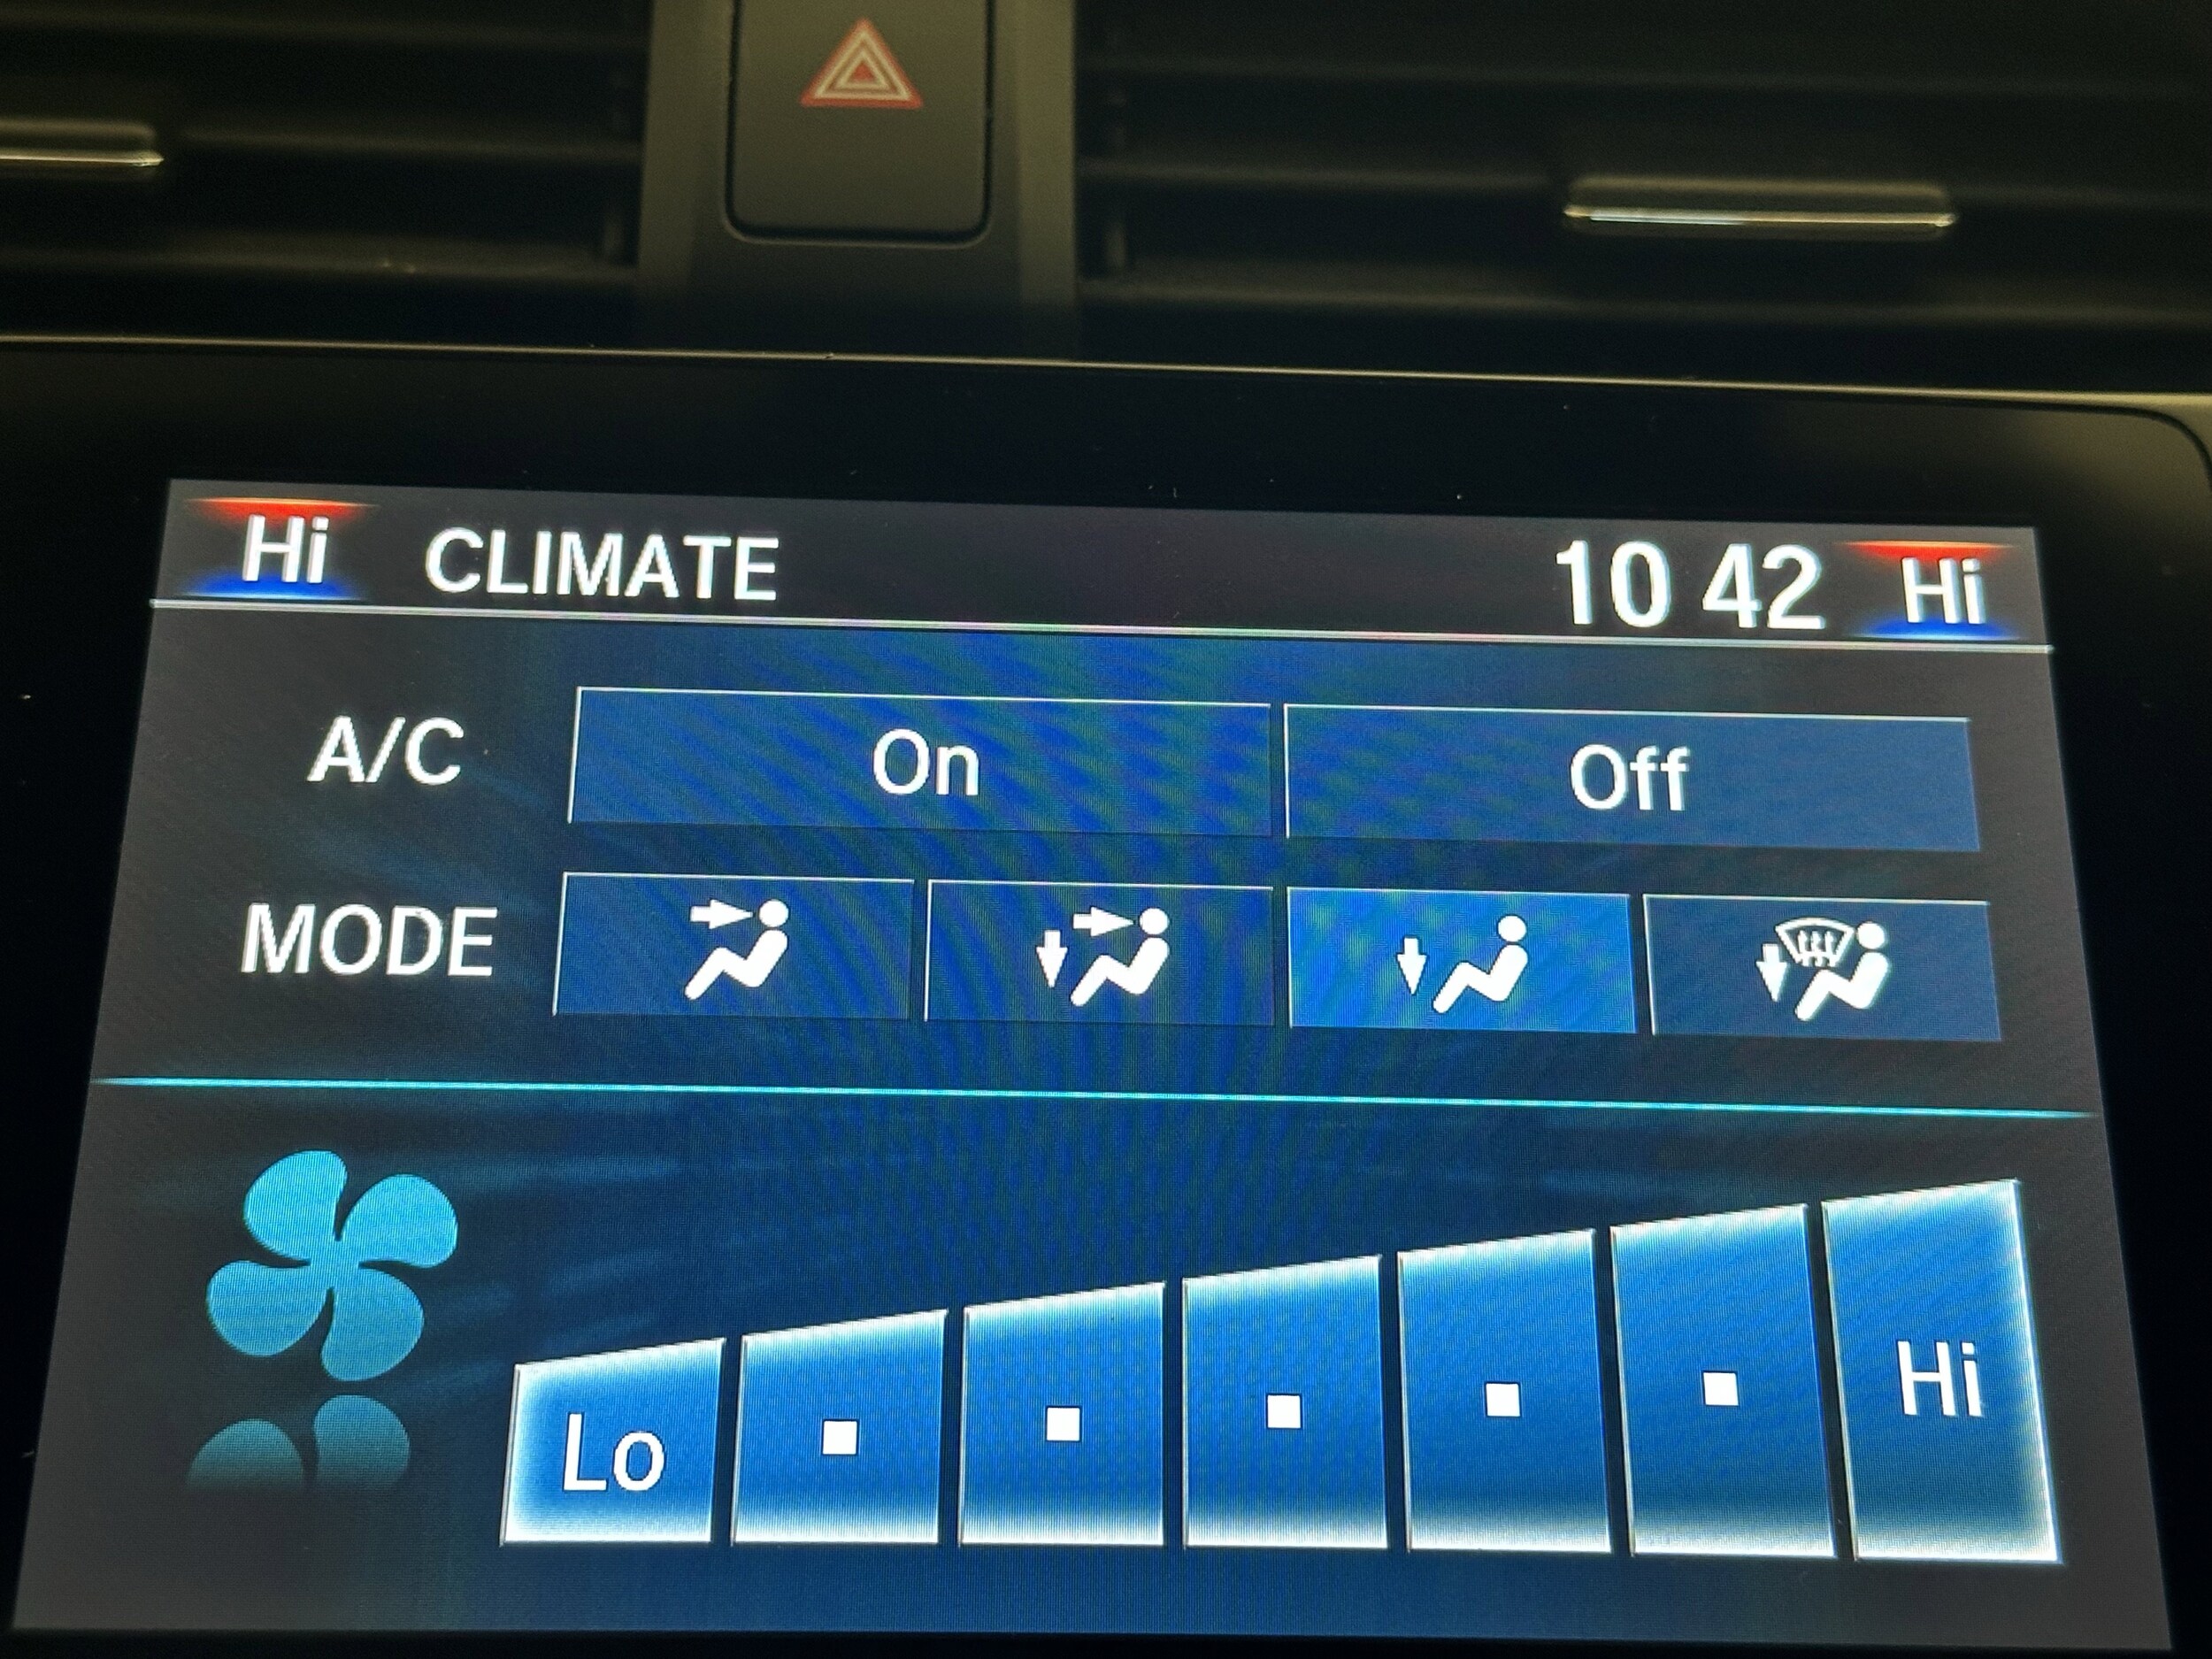 Hi CLIMATE 10 42 Hi
A/C On Off
MODE
Lo Hi